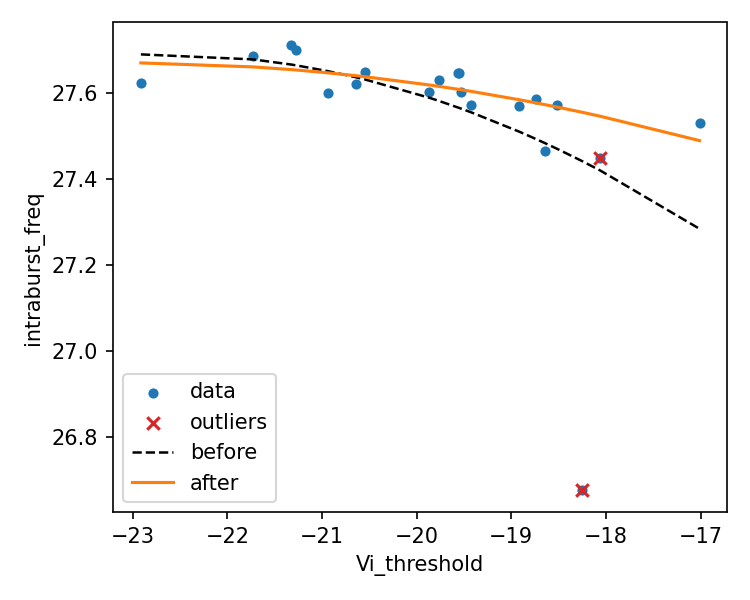 intraburst_freq
27.6
27.4
27.2
27.0
26.8
data
outliers
before
after
−23 −22 −21 −20 −19 −18 −17
Vi_threshold